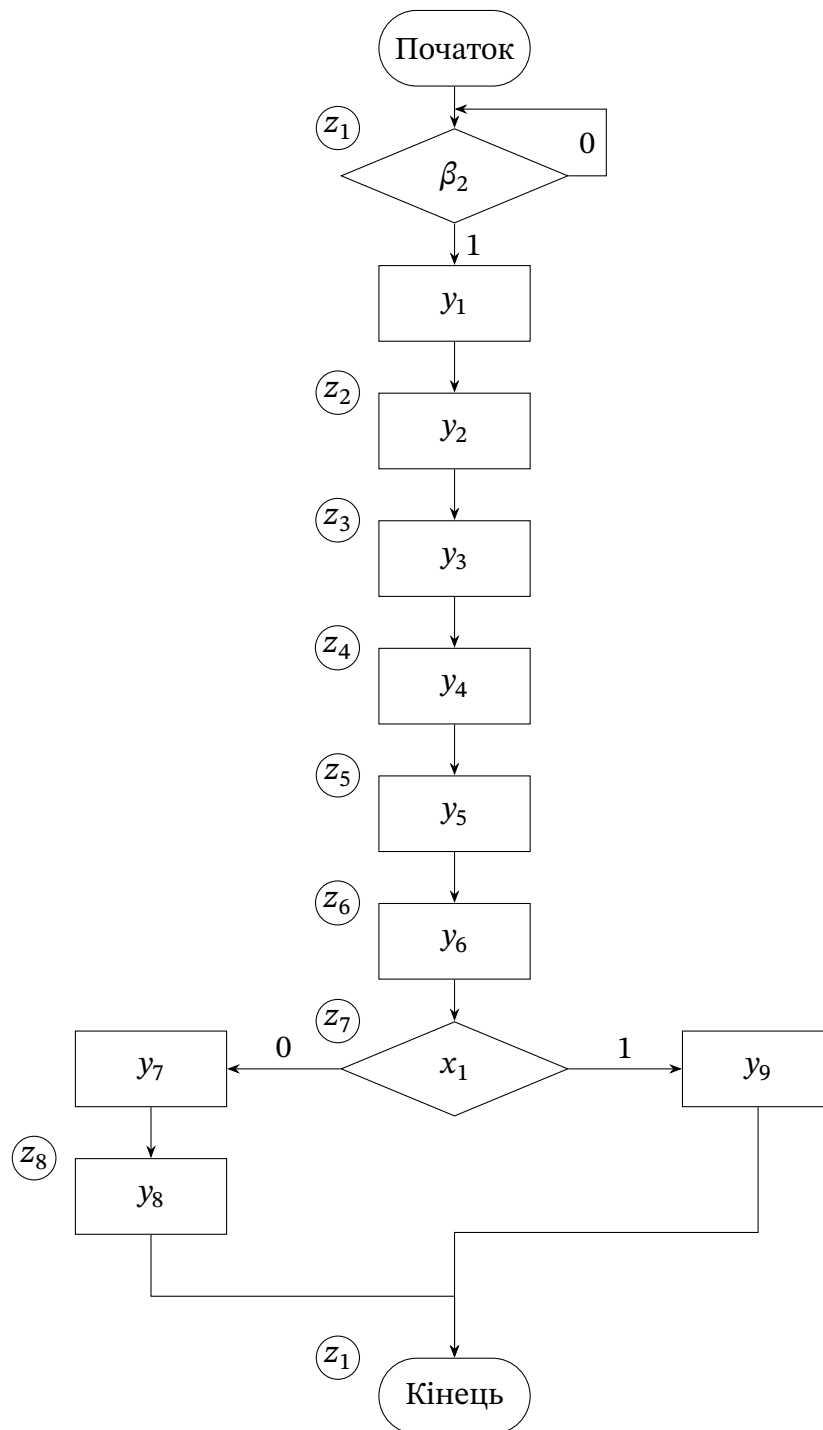 Початок
z₁
0
β₂
1
y₁
z₂
y₂
z₃
y₃
z₄
y₄
z₅
y₅
z₆
y₆
z₇
y₇
0
x₁
1
y₉
z₈
y₈
z₁
Кінець